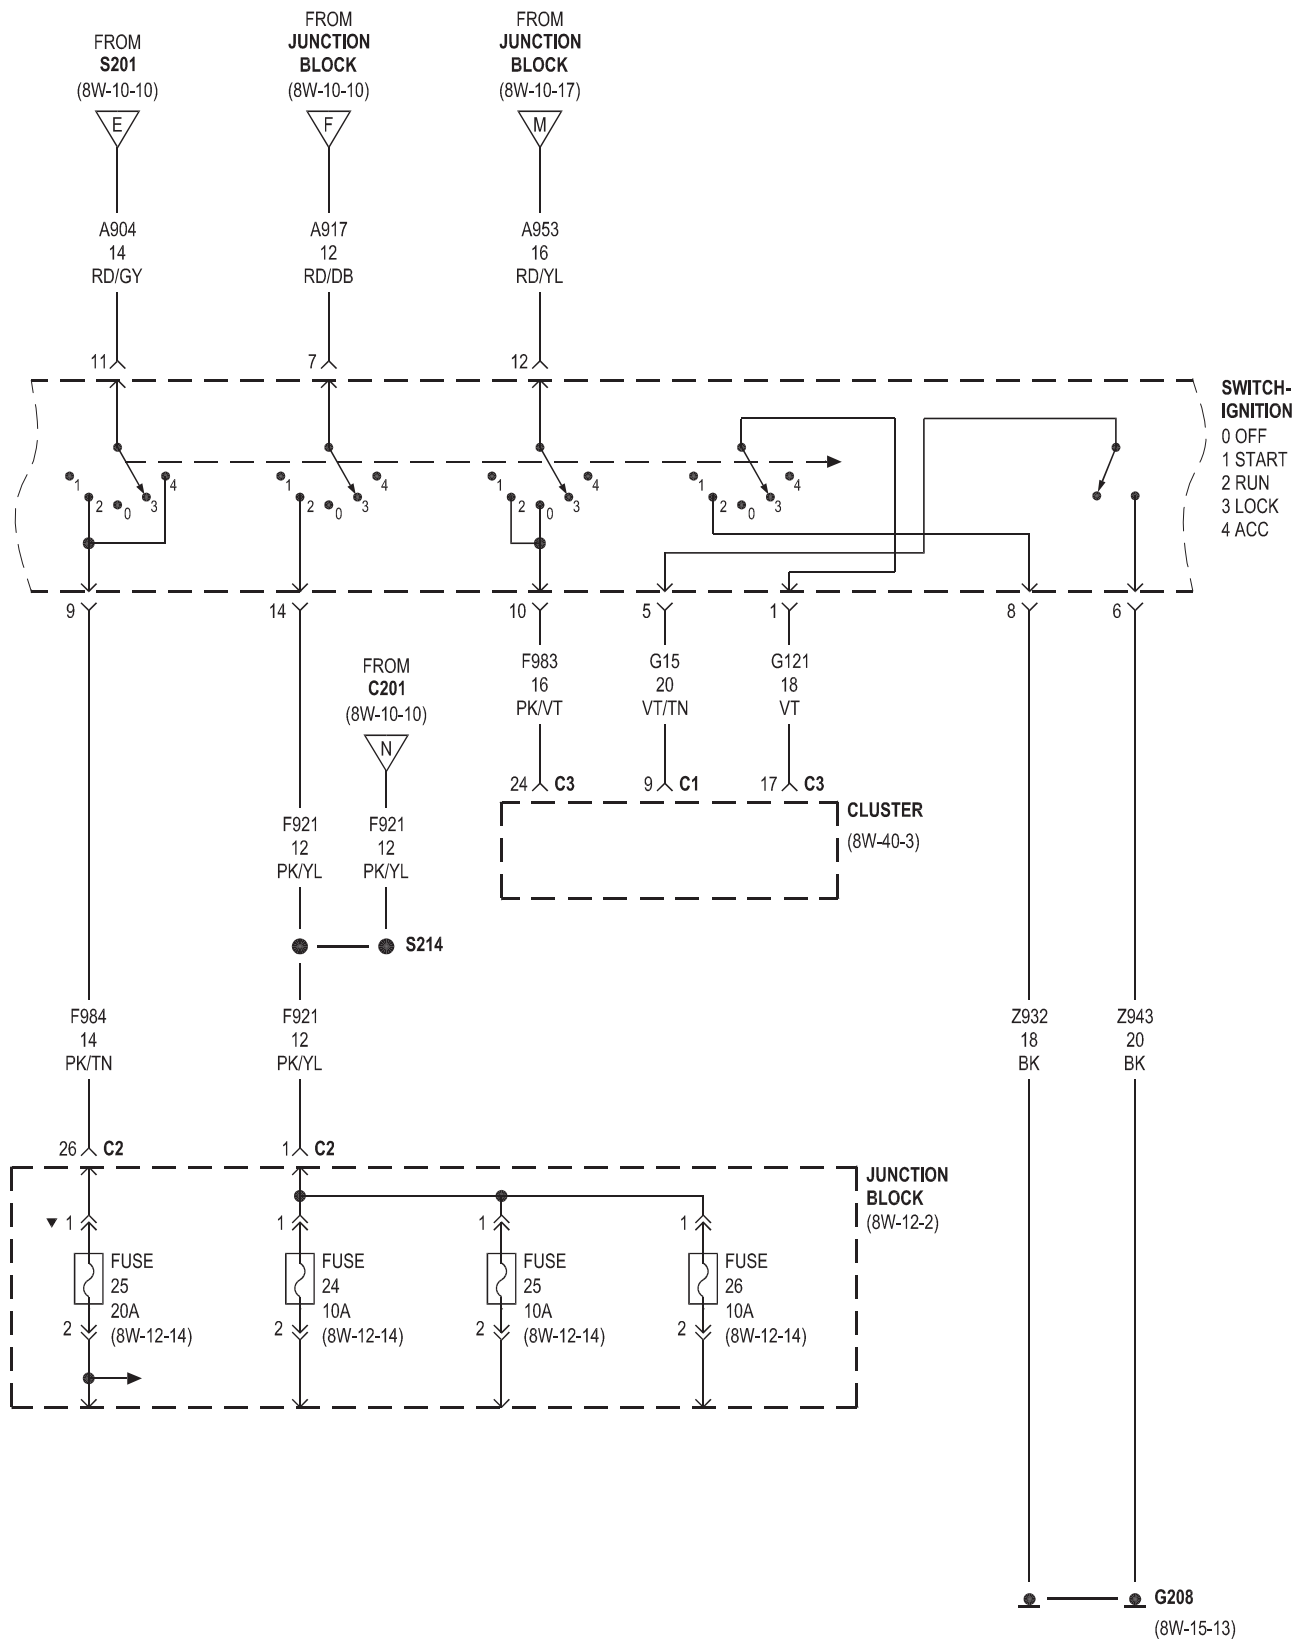 FROM
S201
(8W-10-10)
E
FROM
JUNCTION
BLOCK
(8W-10-10)
F
FROM
JUNCTION
BLOCK
(8W-10-17)
M
A904
14
RD/GY
A917
12
RD/DB
A953
16
RD/YL
11
7
12
SWITCH-
IGNITION
0 OFF
1 START
2 RUN
3 LOCK
4 ACC
1 2 0 3 4
1 2 0 3 4
1 2 0 3 4
1 2 0 3 4
9
14
10
5
1
8
6
FROM
C201
(8W-10-10)
N
F983
16
PK/VT
G15
20
VT/TN
G121
18
VT
24 C3
9 C1
17 C3
CLUSTER
(8W-40-3)
F921
12
PK/YL
F921
12
PK/YL
S214
F984
14
PK/TN
F921
12
PK/YL
Z932
18
BK
Z943
20
BK
26 C2
1 C2
JUNCTION
BLOCK
(8W-12-2)
1
FUSE
25
20A
2
(8W-12-14)
1
FUSE
24
10A
2
(8W-12-14)
1
FUSE
25
10A
2
(8W-12-14)
1
FUSE
26
10A
2
(8W-12-14)
G208
(8W-15-13)